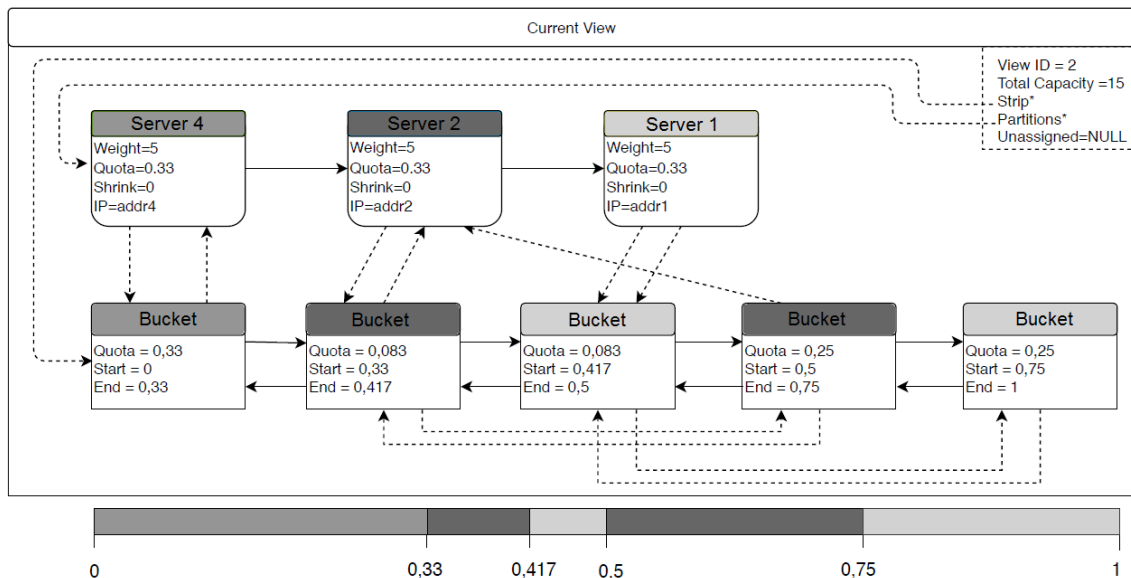 Current View
View ID = 2
Total Capacity =15
Strip*
Partitions*
Unassigned=NULL
Server 4
Weight=5
Quota=0.33
Shrink=0
IP=addr4
Server 2
Weight=5
Quota=0.33
Shrink=0
IP=addr2
Server 1
Weight=5
Quota=0.33
Shrink=0
IP=addr1
Bucket
Quota = 0,33
Start = 0
End = 0,33
Bucket
Quota = 0,083
Start = 0,33
End = 0,417
Bucket
Quota = 0,083
Start = 0,417
End = 0,5
Bucket
Quota = 0,25
Start = 0,5
End = 0,75
Bucket
Quota = 0,25
Start = 0,75
End = 1
0
0,33
0,417
0.5
0,75
1